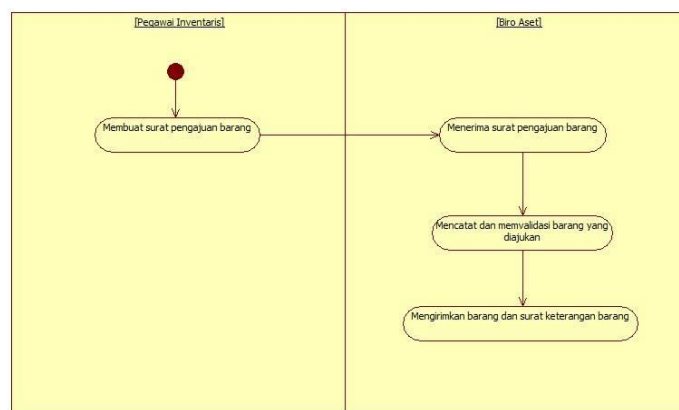 [Pegawai Inventaris]
[Biro Aset]
Membuat surat pengajuan barang
Menerima surat pengajuan barang
Mencatat dan memvalidasi barang yang
diajukan
Mengirimkan barang dan surat keterangan barang